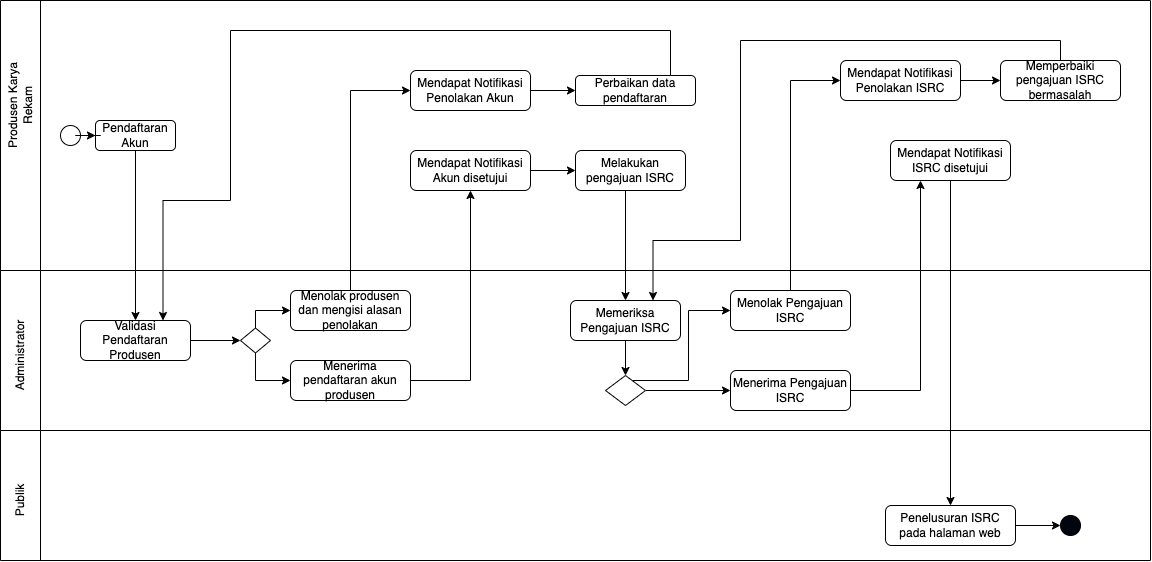 Produsen Karya
Rekam
Pendaftaran
Akun
Mendapat Notifikasi
Penolakan Akun
Perbaikan data
pendaftaran
Mendapat Notifikasi
Akun disetujui
Melakukan
pengajuan ISRC
Mendapat Notifikasi
Penolakan ISRC
Memperbaiki
pengajuan ISRC
bermasalah
Mendapat Notifikasi
ISRC disetujui
Administrator
Validasi
Pendaftaran
Produsen
Menolak produsen
dan mengisi alasan
penolakan
Menerima
pendaftaran akun
produsen
Memeriksa
Pengajuan ISRC
Menolak Pengajuan
ISRC
Menerima Pengajuan
ISRC
Publik
Penelusuran ISRC
pada halaman web